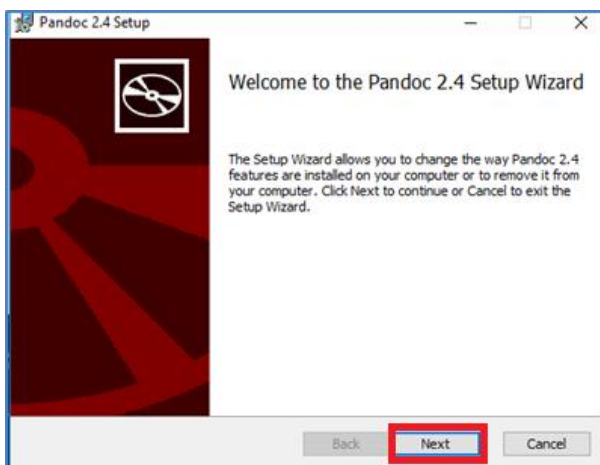 Pandoc 2.4 Setup
Welcome to the Pandoc 2.4 Setup Wizard
The Setup Wizard allows you to change the way Pandoc 2.4
features are installed on your computer or to remove it from
your computer. Click Next to continue or Cancel to exit the
Setup Wizard.
Back Next Cancel